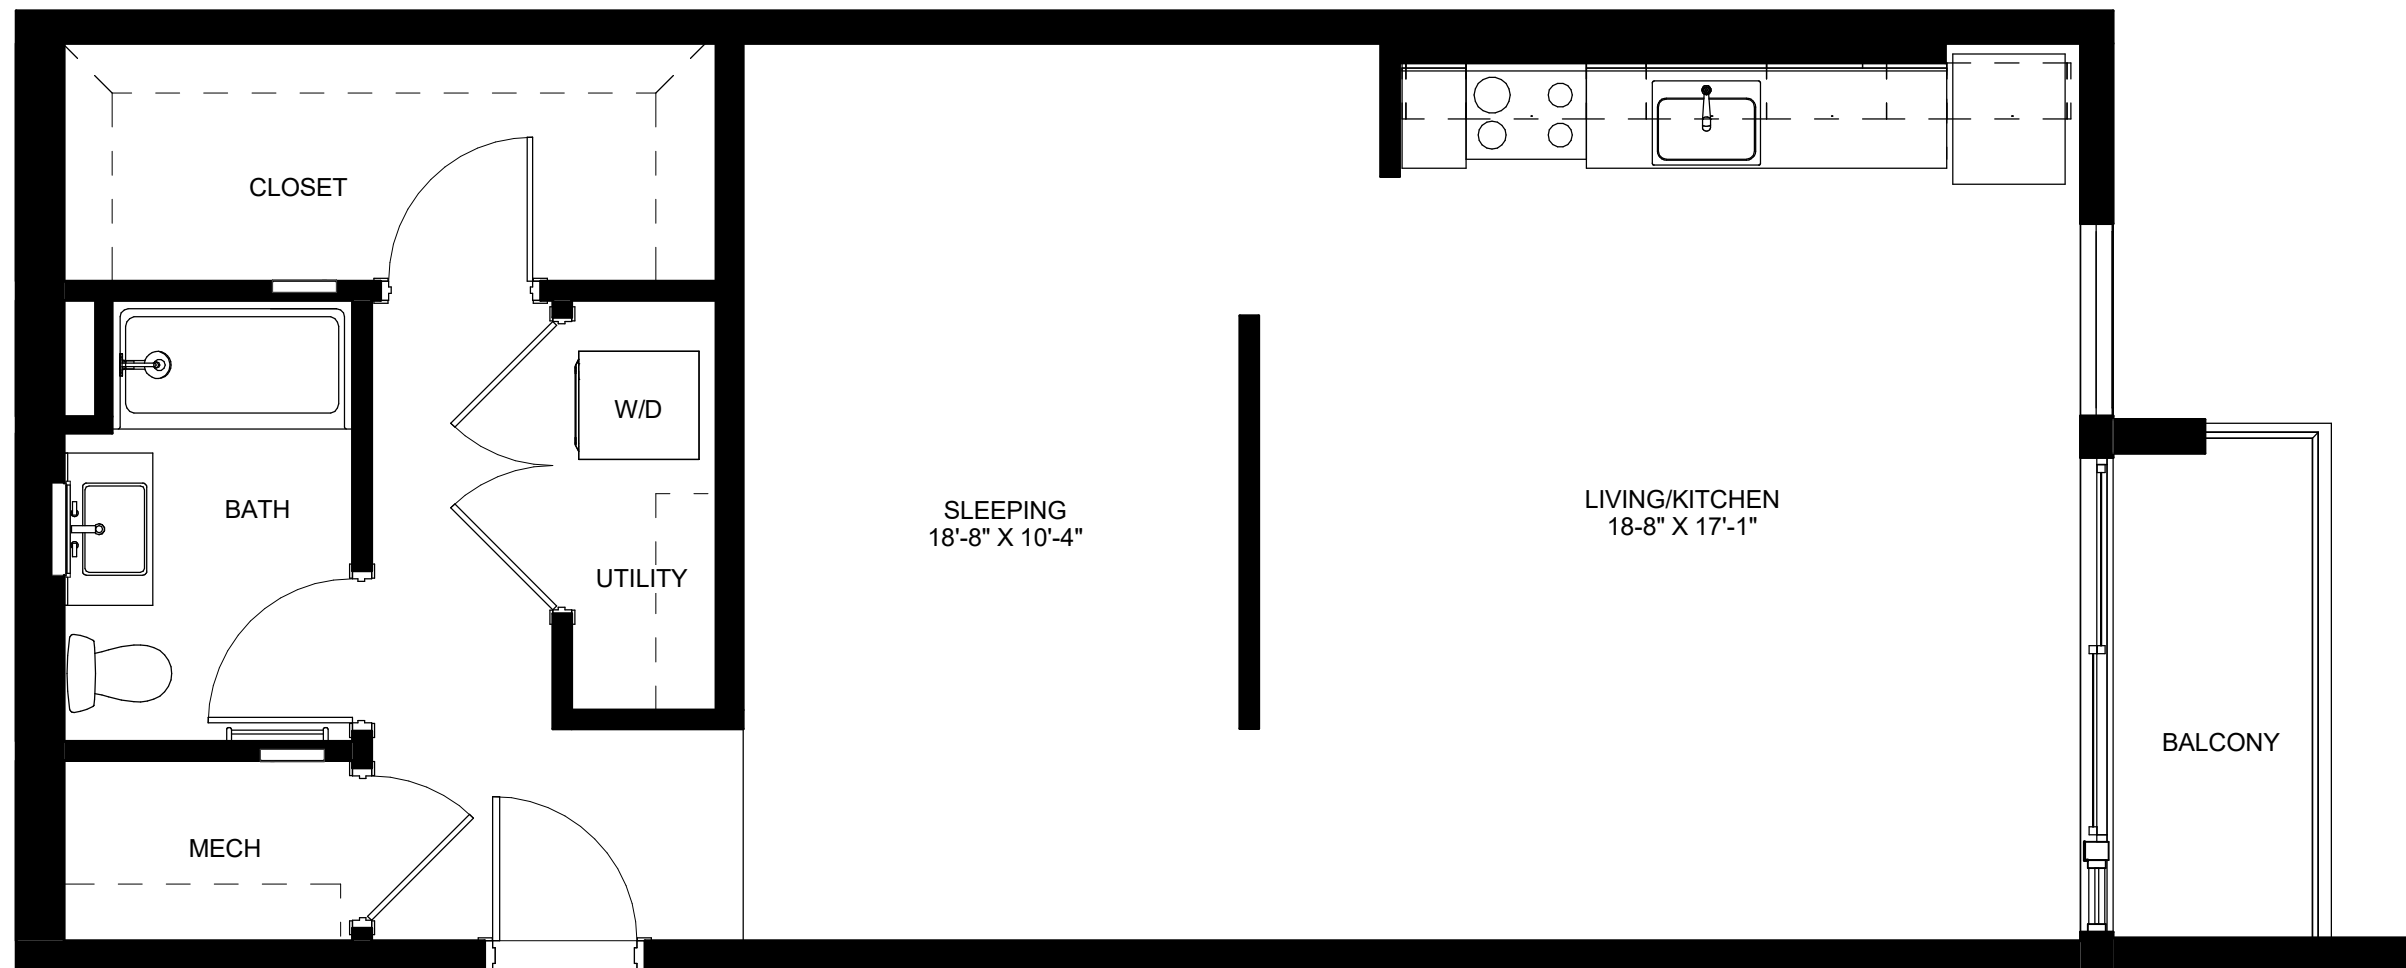 CLOSET
W/D
BATH
SLEEPING
18'-8" X 10'-4"
LIVING/KITCHEN
18-8" X 17'-1"
UTILITY
BALCONY
MECH